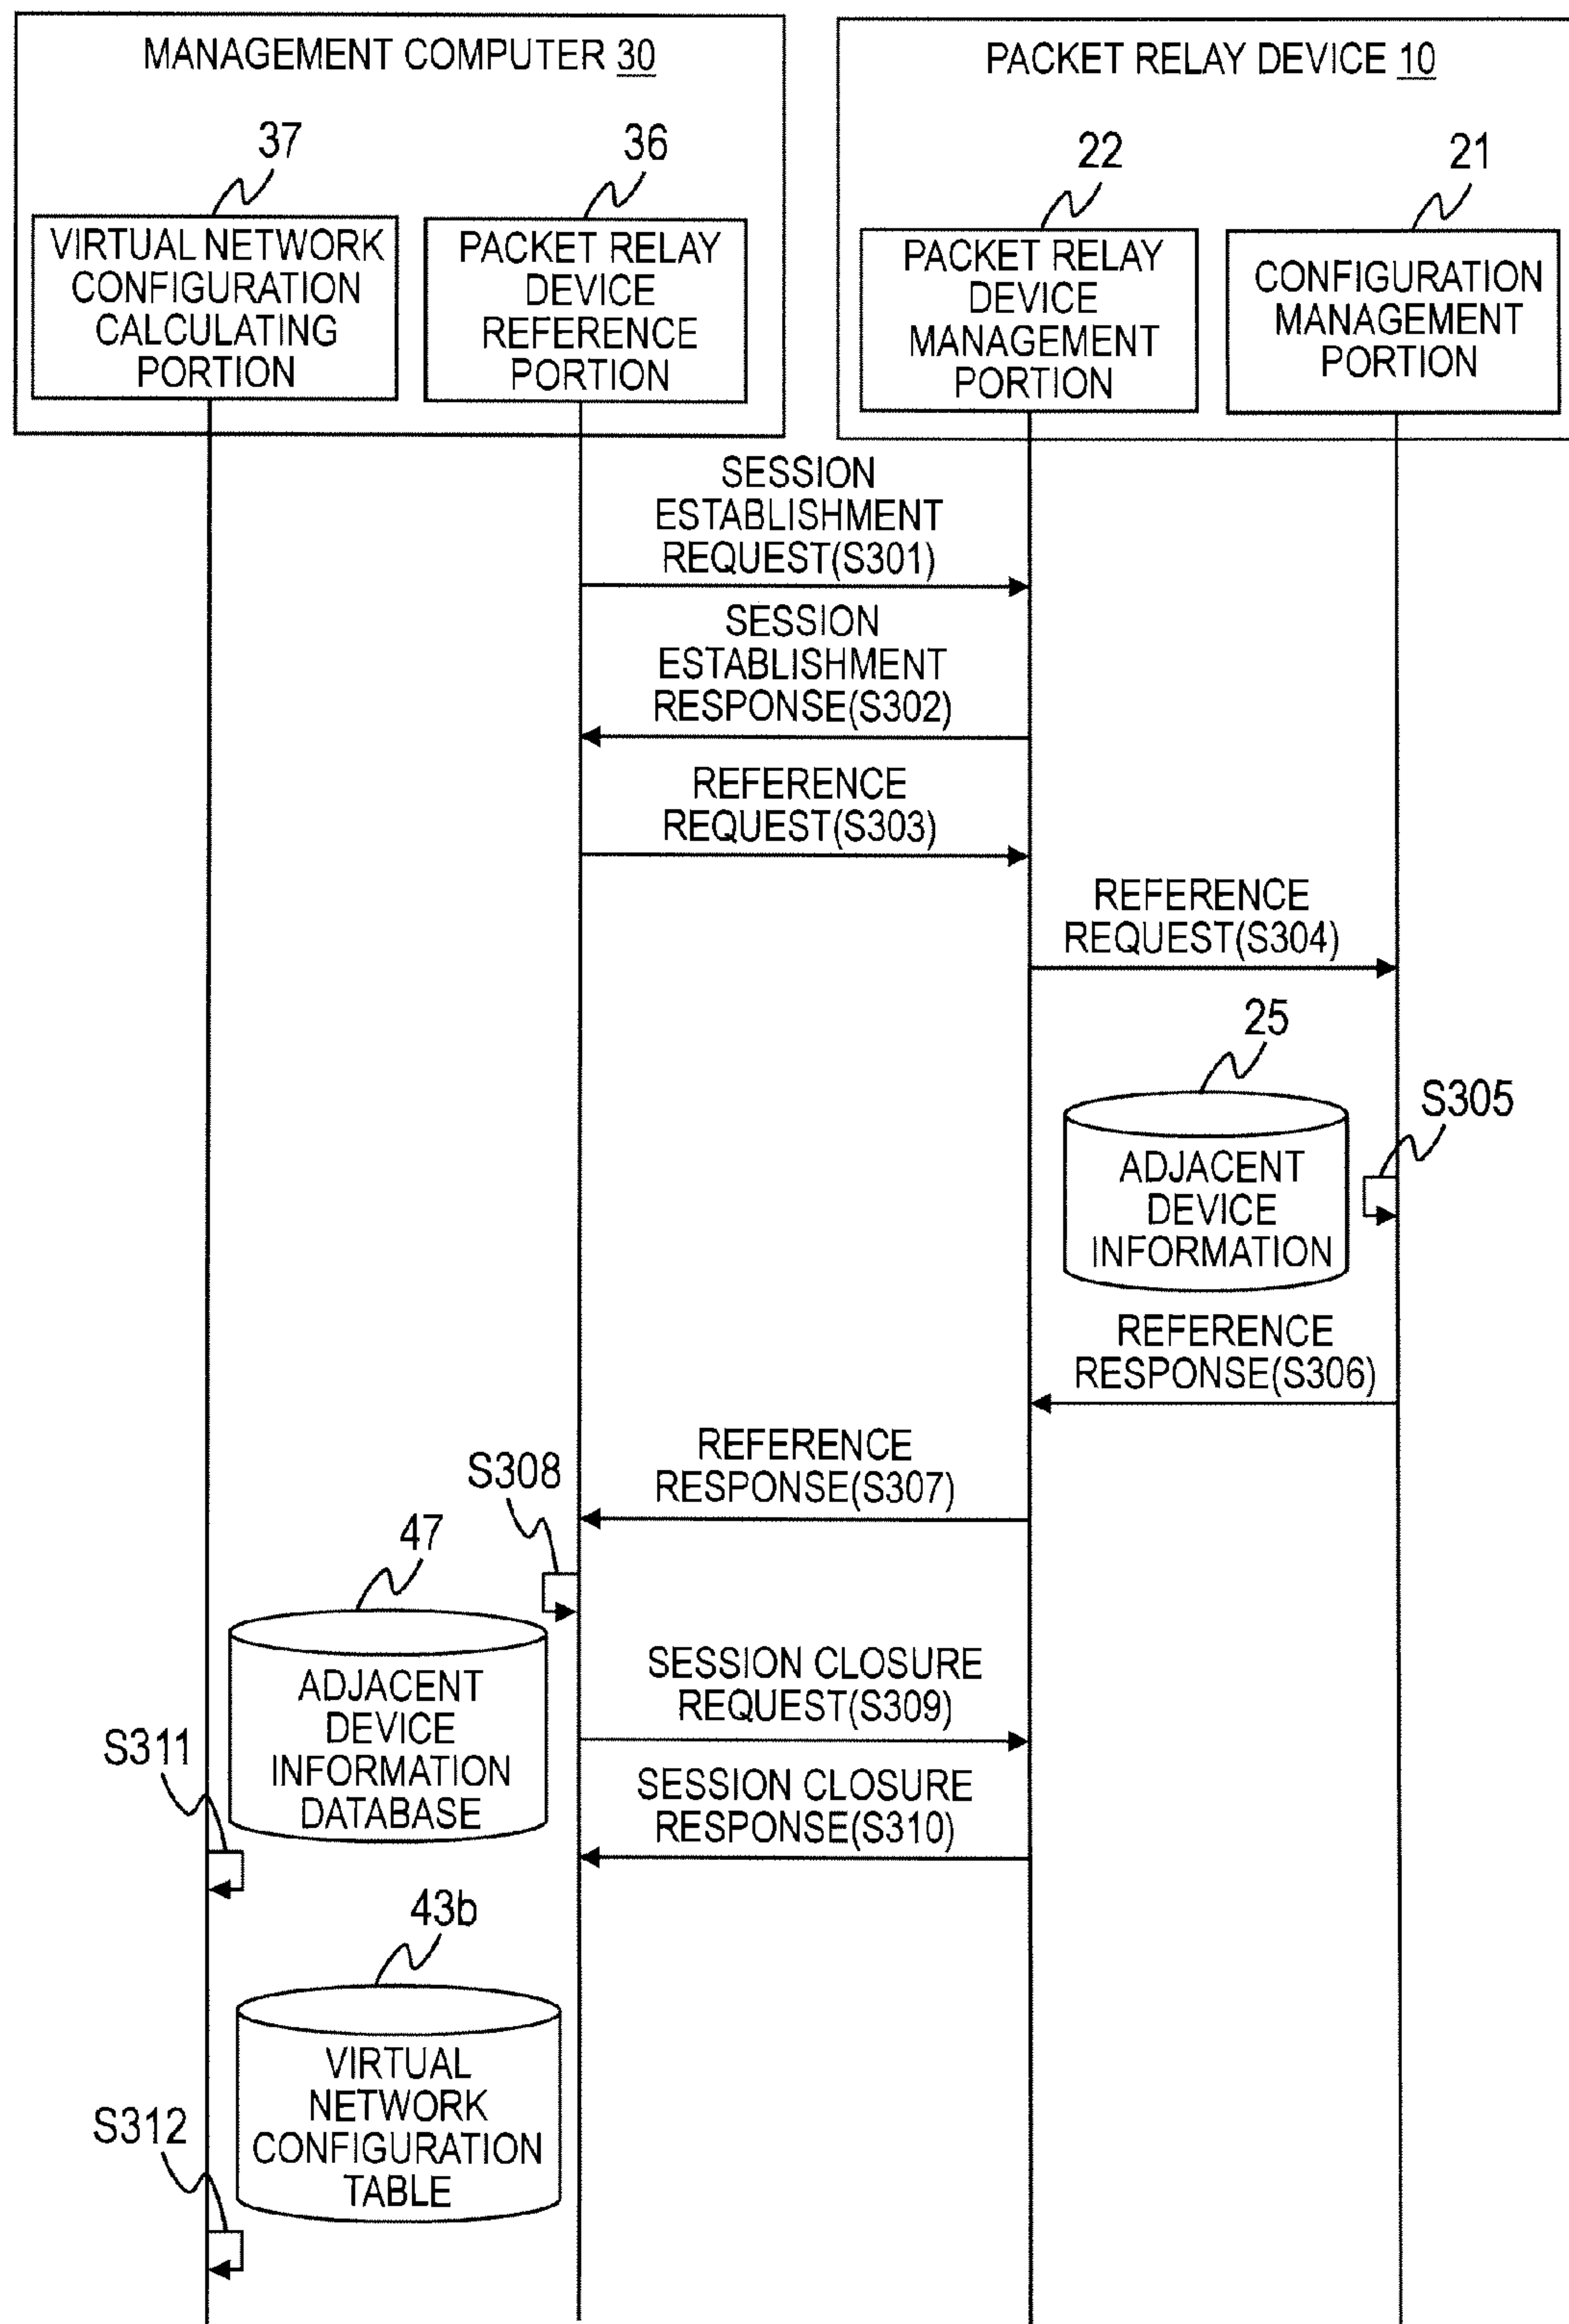 MANAGEMENT COMPUTER 30
PACKET RELAY DEVICE 10
37
36
22
21
VIRTUAL NETWORK
CONFIGURATION
CALCULATING
PORTION
PACKET RELAY
DEVICE
REFERENCE
PORTION
PACKET RELAY
DEVICE
MANAGEMENT
PORTION
CONFIGURATION
MANAGEMENT
PORTION
SESSION
ESTABLISHMENT
REQUEST(S301)
SESSION
ESTABLISHMENT
RESPONSE(S302)
REFERENCE
REQUEST(S303)
REFERENCE
REQUEST(S304)
25
S305
ADJACENT
DEVICE
INFORMATION
REFERENCE
RESPONSE(S306)
REFERENCE
RESPONSE(S307)
S308
47
ADJACENT
DEVICE
INFORMATION
DATABASE
SESSION CLOSURE
REQUEST(S309)
S311
SESSION CLOSURE
RESPONSE(S310)
43b
VIRTUAL
NETWORK
CONFIGURATION
TABLE
S312